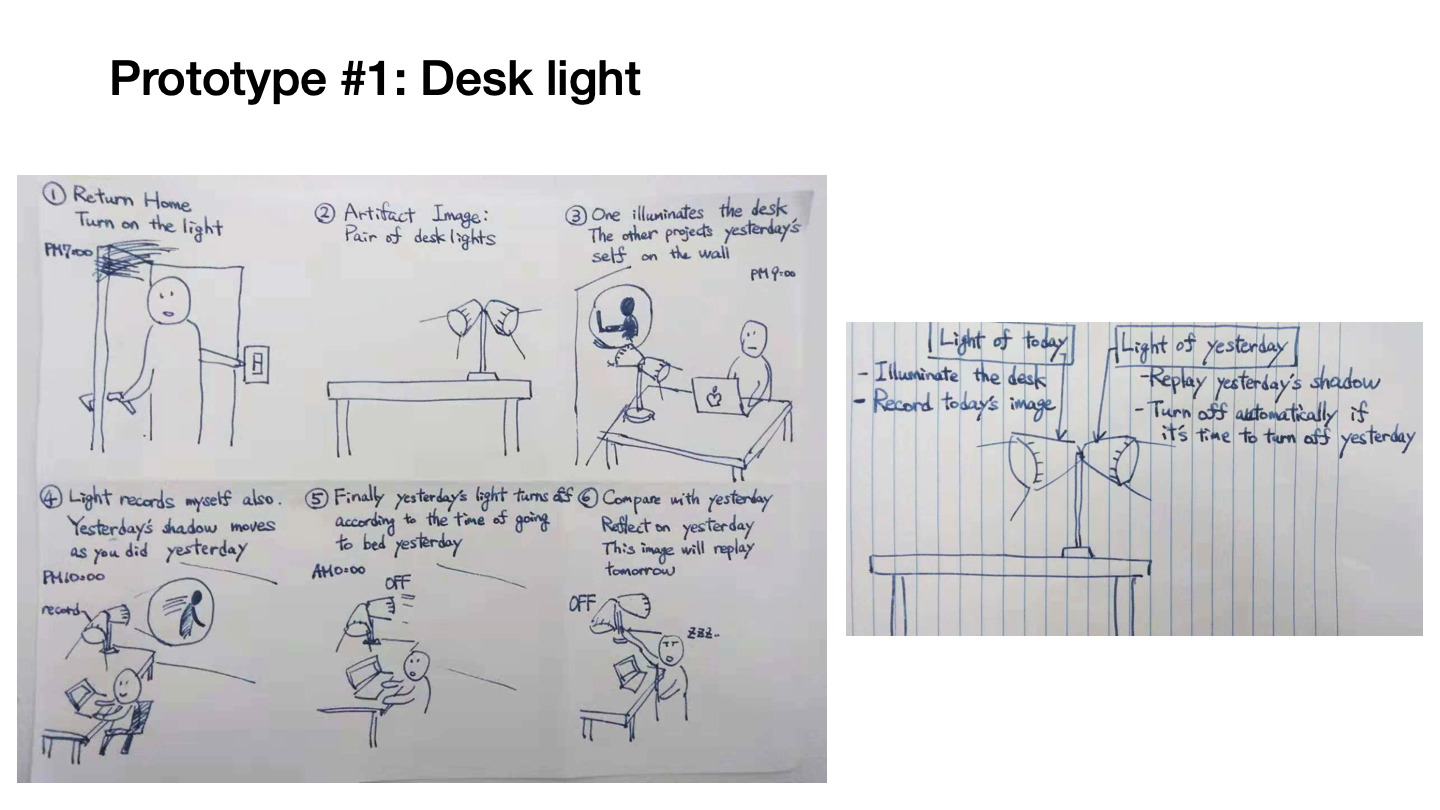 Prototype #1: Desk light
① Return Home
Turn on the light
PM7:00
② Artifact Image:
Pair of desk lights
③ One illuminates the desk
The other projects yesterday's
self on the wall
PM9:00
④ Light records myself also.
Yesterday's shadow moves
as you did yesterday
PM10:00
record
⑤ Finally yesterday's light turns off
according to the time of going
to bed yesterday
AM0:00
OFF
⑥ Compare with yesterday
Reflect on yesterday
This image will replay
tomorrow
OFF
zzz..
Light of today
- Illuminate the desk
- Record today's image
Light of yesterday
- Replay yesterday's shadow
- Turn off automatically if
it's time to turn off yesterday